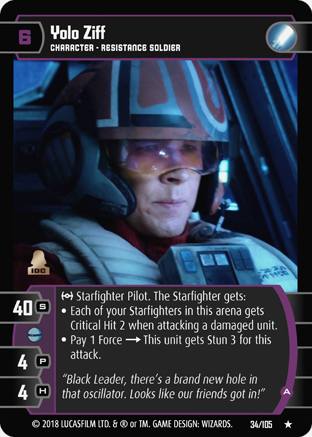 6
Yolo Ziff
CHARACTER • RESISTANCE SOLDIER
IDC
40 S
Starfighter Pilot. The Starfighter gets:
• Each of your Starfighters in this arena gets
Critical Hit 2 when attacking a damaged unit.
• Pay 1 Force → This unit gets Stun 3 for this
attack.
4 P
4 H
"Black Leader, there's a brand new hole in
that oscillator. Looks like our friends got in!"
A
© 2018 LUCASFILM LTD. & ® or TM. GAME DESIGN: WIZARDS.
34/105 ★